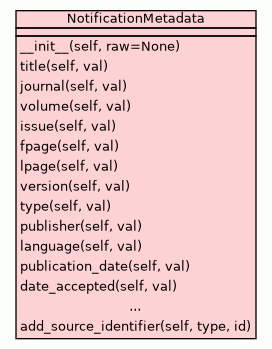 NotificationMetadata
__init__(self, raw=None)
title(self, val)
journal(self, val)
volume(self, val)
issue(self, val)
fpage(self, val)
lpage(self, val)
version(self, val)
type(self, val)
publisher(self, val)
language(self, val)
publication_date(self, val)
date_accepted(self, val)
...
add_source_identifier(self, type, id)